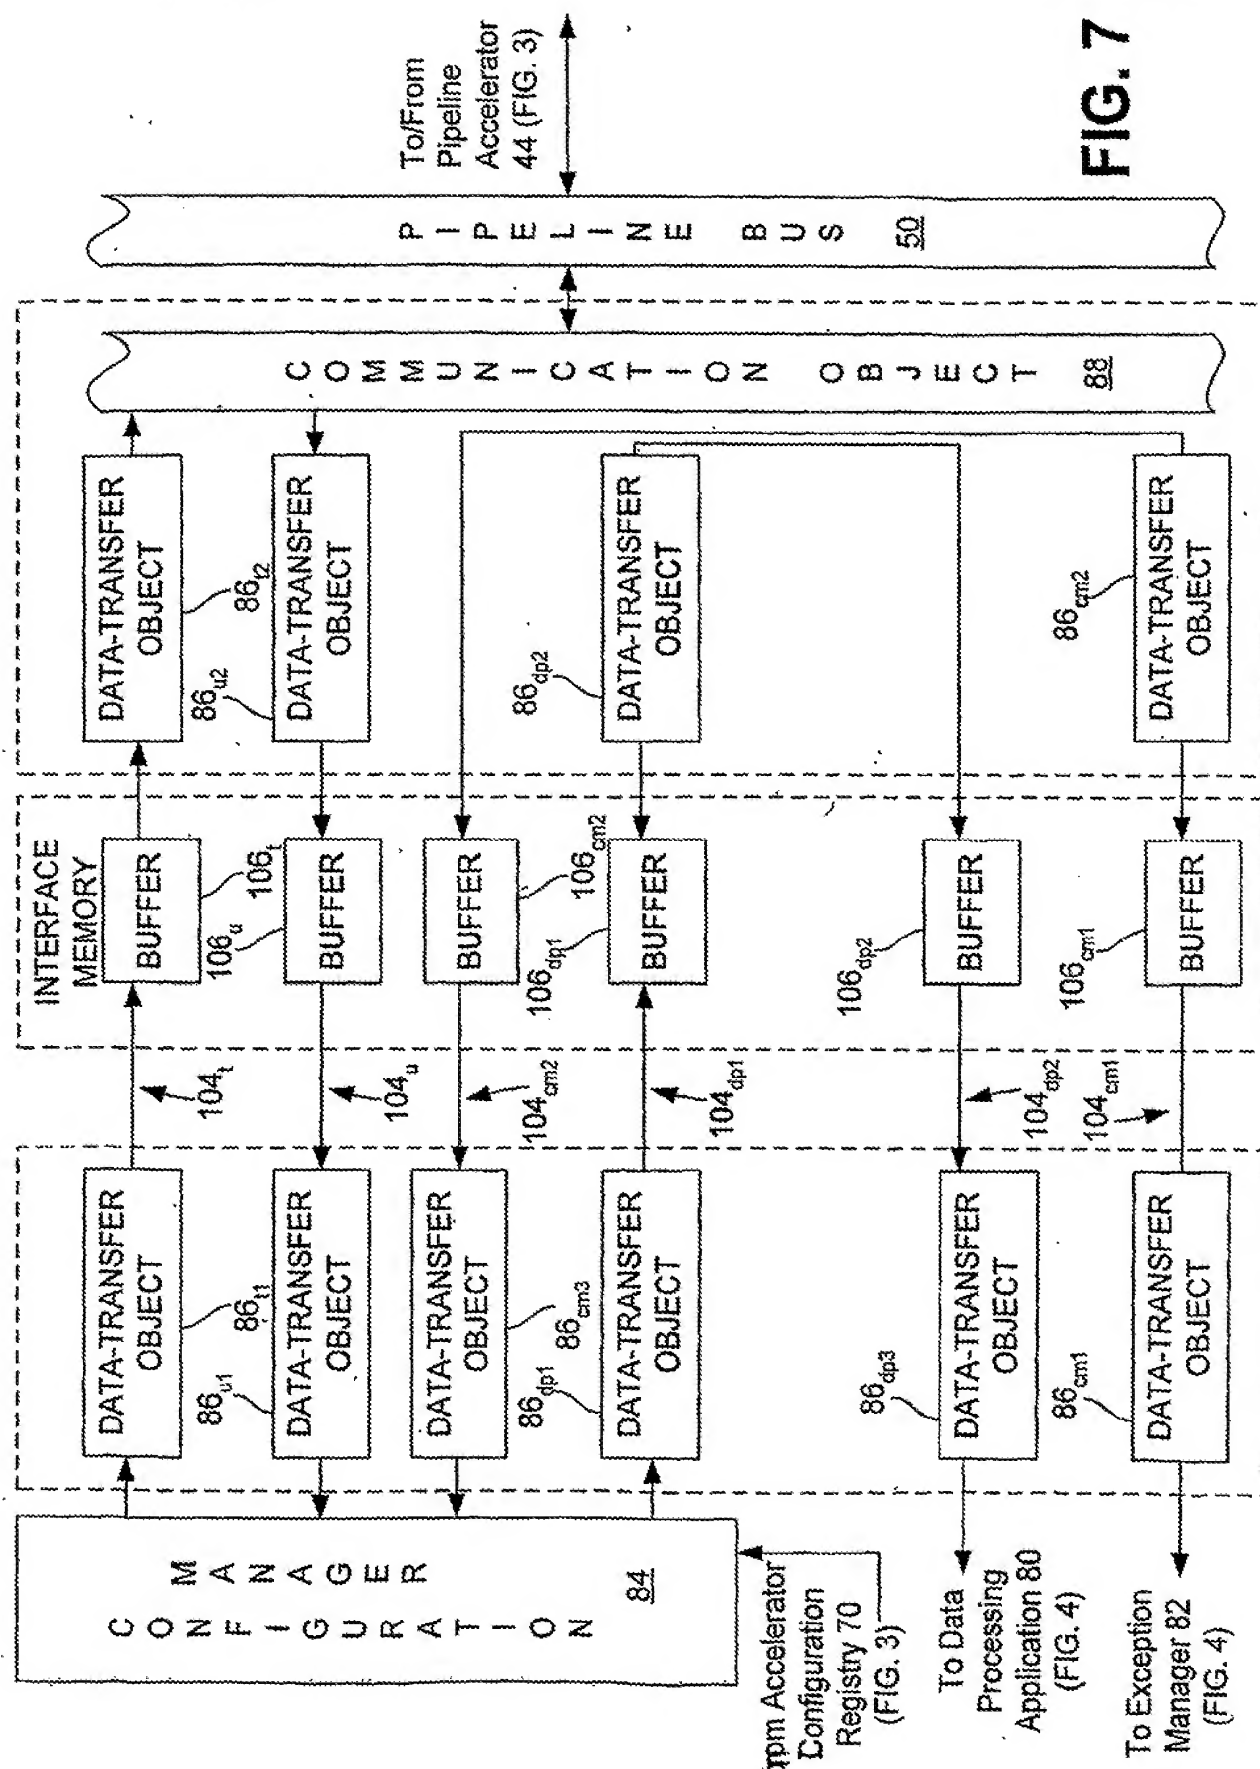 To/From
Pipeline
Accelerator
44 (FIG. 3)
FIG. 7
PIPELINE BUS
50
COMMUNICATION OBJECT
88
DATA-TRANSFER
OBJECT
86t2
86u2
DATA-TRANSFER
OBJECT
86dp2
DATA-TRANSFER
OBJECT
86cm2
DATA-TRANSFER
OBJECT
INTERFACE
MEMORY
BUFFER
106t
106u
BUFFER
BUFFER
106cm2
106dp1
BUFFER
106dp2
BUFFER
106cm1
BUFFER
104t
104u
104cm2
104dp1
104dp2
104cm1
DATA-TRANSFER
OBJECT
86t1
86u1
DATA-TRANSFER
OBJECT
DATA-TRANSFER
OBJECT
86cm3
86dp1
DATA-TRANSFER
OBJECT
86dp3
DATA-TRANSFER
OBJECT
86cm1
DATA-TRANSFER
OBJECT
CONFIGURATION
MANAGER
84
Accelerator
Configuration
Registry 70
(FIG. 3)
To Data
Processing
Application 80
(FIG. 4)
To Exception
Manager 82
(FIG. 4)